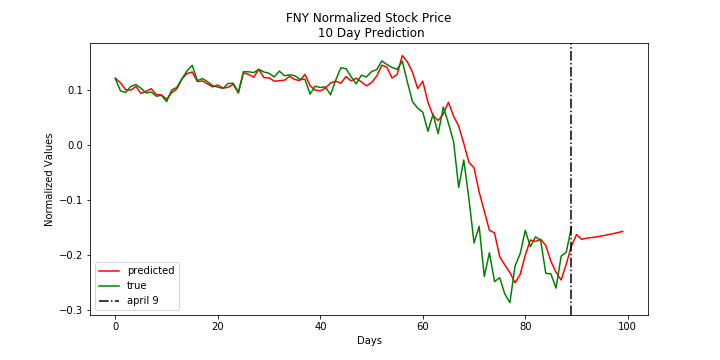 FNY Normalized Stock Price
10 Day Prediction
0.1
0.0
−0.1
−0.2
−0.3
Normalized Values
predicted
true
april 9
0 20 40 60 80 100
Days